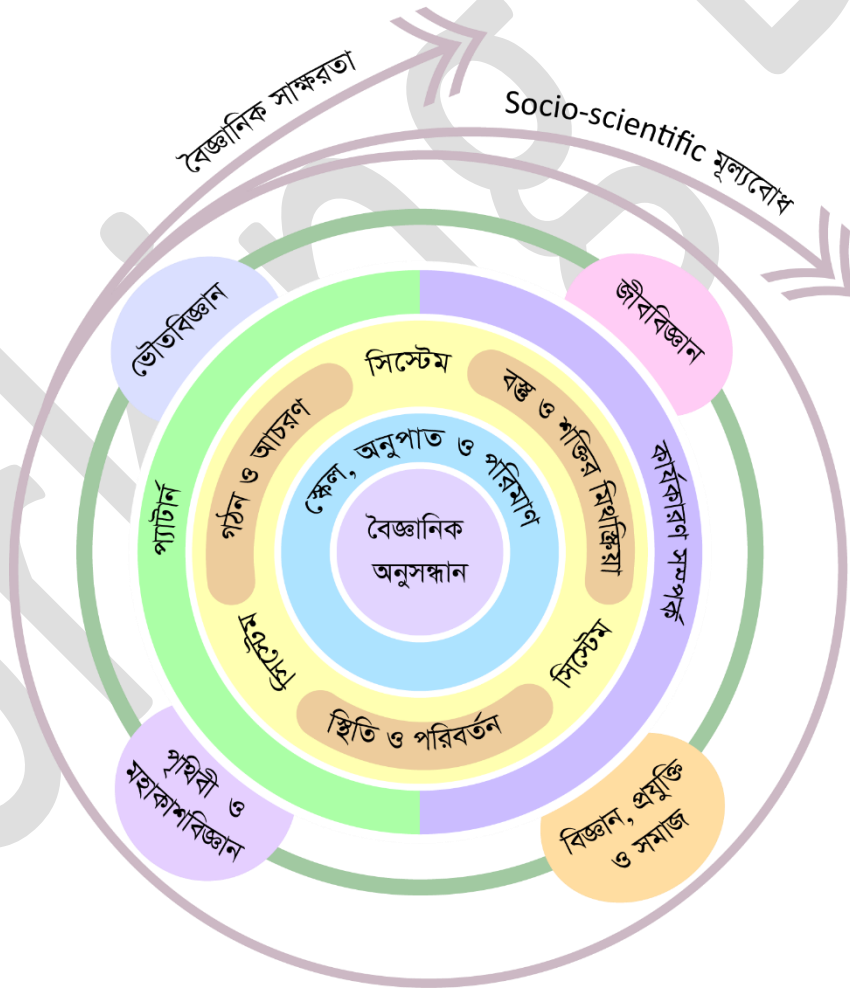 বৈজ্ঞানিক সাক্ষরতা
Socio-scientific মূল্যবোধ
ভৌতবিজ্ঞান
জীববিজ্ঞান
প্যাটার্ন
কার্যকারণ সম্পর্ক
সিস্টেম
গঠন ও আচরণ
বস্তু ও শক্তির মিথস্ক্রিয়া
স্কেল, অনুপাত ও পরিমাণ
বৈজ্ঞানিক
অনুসন্ধান
সিস্টেম
সিস্টেম
স্থিতি ও পরিবর্তন
পৃথিবী ও
মহাকাশবিজ্ঞান
বিজ্ঞান, প্রযুক্তি
ও সমাজ